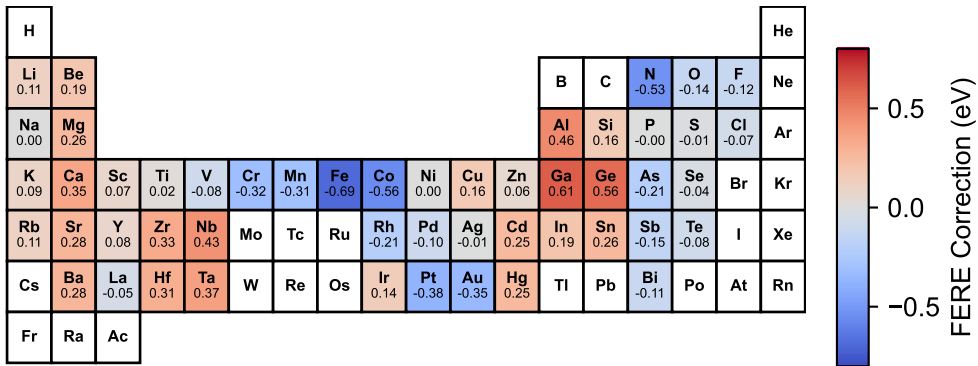 H He
Li Be B C N O F Ne
0.11 0.19 -0.53 -0.14 -0.12
Na Mg Al Si P S Cl Ar
0.00 0.26 0.46 0.16 -0.00 -0.01 -0.07
K Ca Sc Ti V Cr Mn Fe Co Ni Cu Zn Ga Ge As Se Br Kr
0.09 0.35 0.07 0.02 -0.08 -0.32 -0.31 -0.69 -0.56 0.00 0.16 0.06 0.61 0.56 -0.21 -0.04
Rb Sr Y Zr Nb Mo Tc Ru Rh Pd Ag Cd In Sn Sb Te I Xe
0.11 0.28 0.08 0.33 0.43 -0.21 -0.10 -0.01 0.25 0.19 0.26 -0.15 -0.08
Cs Ba La Hf Ta W Re Os Ir Pt Au Hg Tl Pb Bi Po At Rn
0.28 -0.05 0.31 0.37 0.14 -0.38 -0.35 0.25 -0.11
Fr Ra Ac
0.5
0.0
−0.5
FERE Correction (eV)